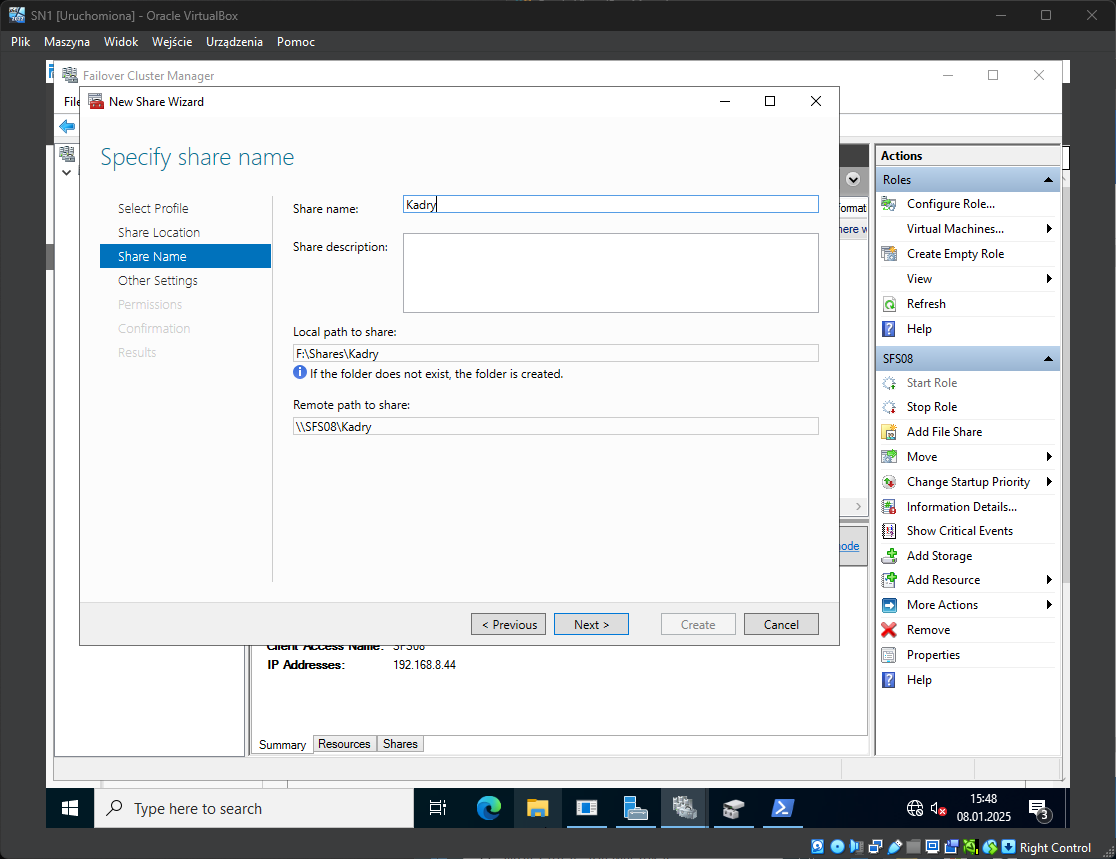 SN1 [Uruchomiona] - Oracle VirtualBox
Plik Maszyna Widok Wejście Urządzenia Pomoc
Failover Cluster Manager
File
New Share Wizard
Specify share name
Select Profile
Share Location
Share Name
Other Settings
Permissions
Confirmation
Results
Share name:
Kadry
Share description:
Local path to share:
F:\Shares\Kadry
If the folder does not exist, the folder is created.
Remote path to share:
\\SFS08\Kadry
< Previous
Next >
Create
Cancel
Client Access Name: SFS08
IP Addresses: 192.168.8.44
Summary
Resources
Shares
Actions
Roles
Configure Role...
Virtual Machines...
Create Empty Role
View
Refresh
Help
SFS08
Start Role
Stop Role
Add File Share
Move
Change Startup Priority
Information Details...
Show Critical Events
Add Storage
Add Resource
More Actions
Remove
Properties
Help
Type here to search
15:48
08.01.2025
3
Right Control